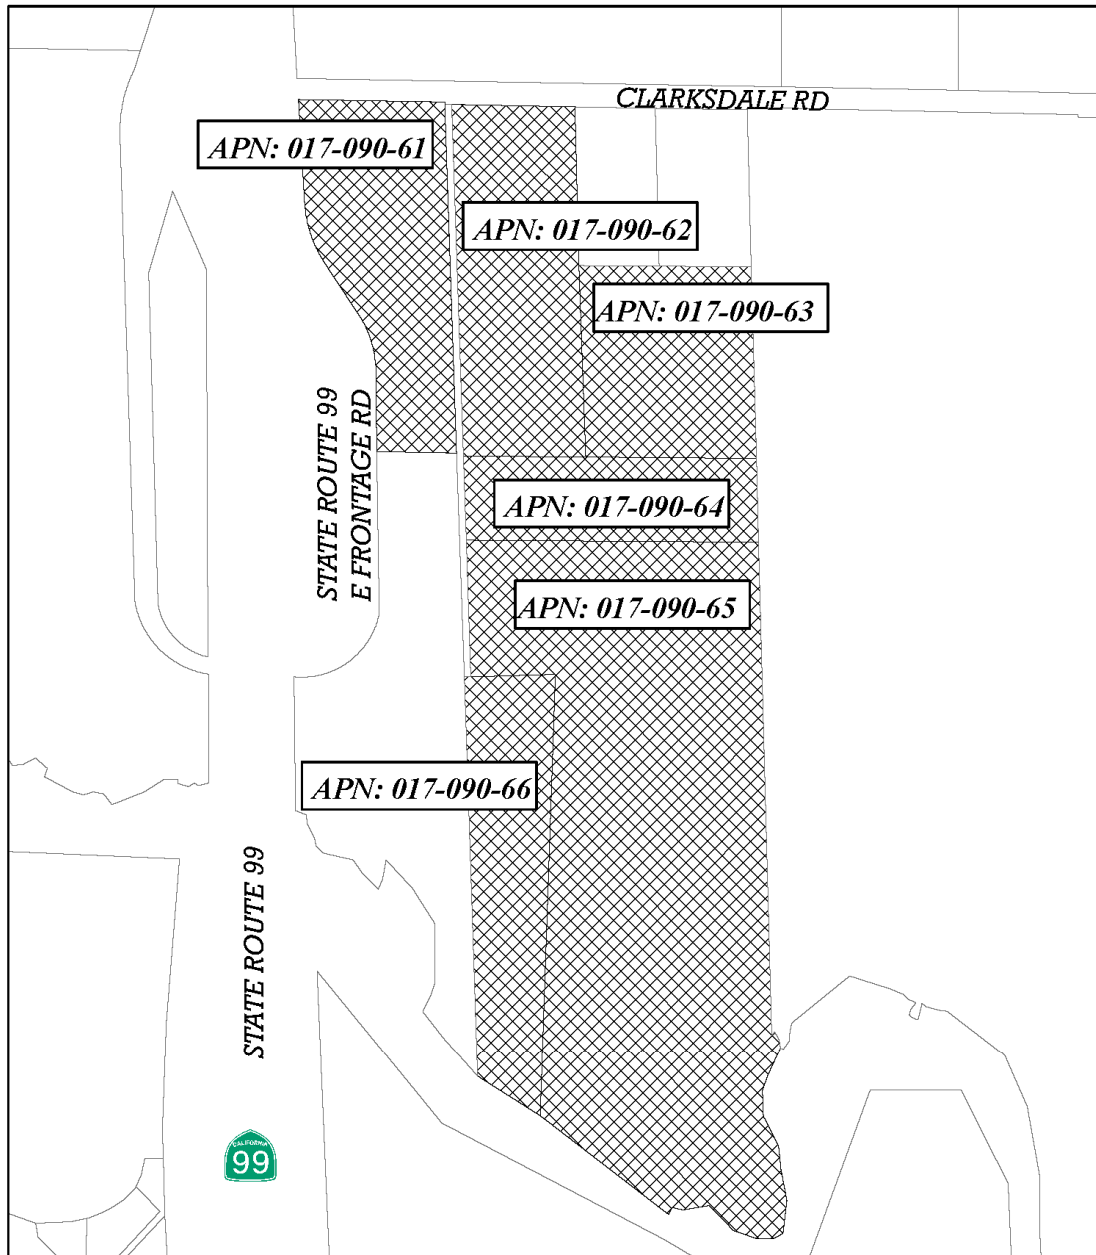 CLARKSDALE RD
APN: 017-090-61
APN: 017-090-62
APN: 017-090-63
STATE ROUTE 99
E FRONTAGE RD
APN: 017-090-64
APN: 017-090-65
APN: 017-090-66
STATE ROUTE 99
CALIFORNIA
99